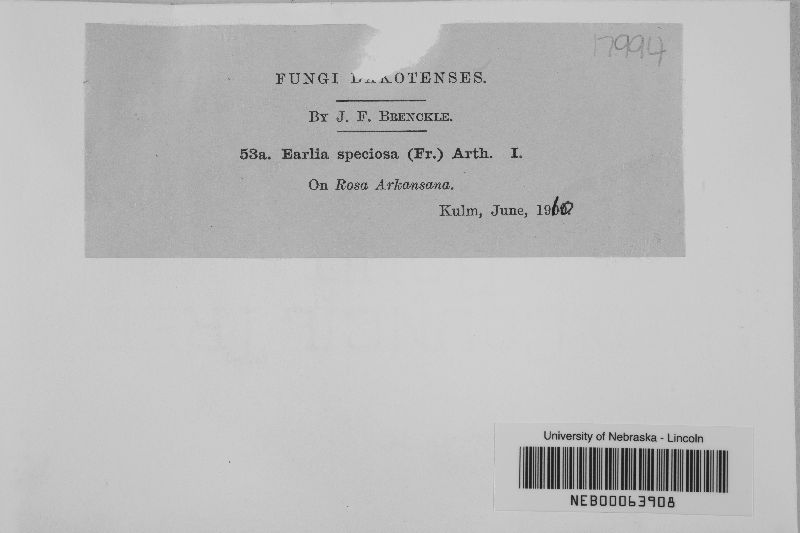 17994
FUNGI DAKOTENSES.
By J. F. Brenckle.
53a. Earlia speciosa (Fr.) Arth. I.
On Rosa Arkansana.
Kulm, June, 1910
University of Nebraska - Lincoln
NEB00063908